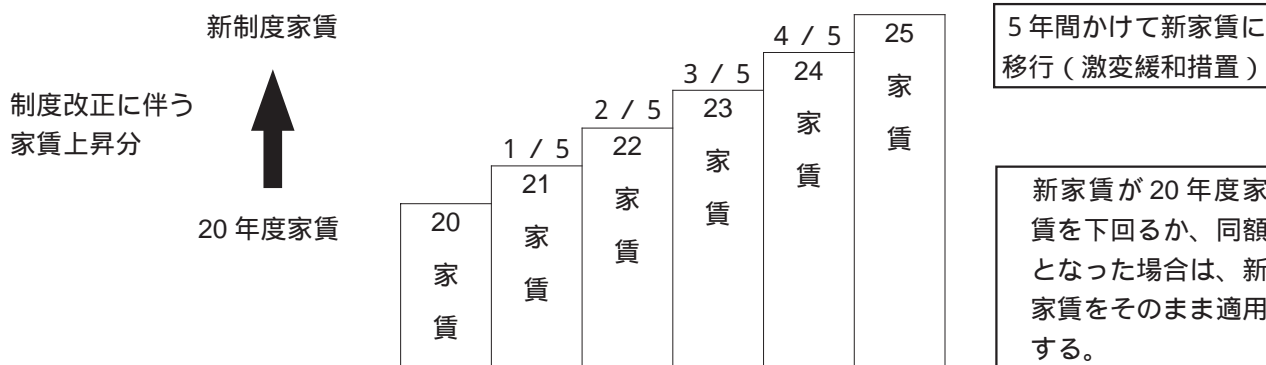 新制度家賃
制度改正に伴う
家賃上昇分
20 年度家賃
20
家
賃
1 / 5
21
家
賃
2 / 5
22
家
賃
3 / 5
23
家
賃
4 / 5
24
家
賃
25
家
賃
5 年間かけて新家賃に
移行 ( 激変緩和措置 )
新家賃が 20 年度家
賃を下回るか、同額
となった場合は、新
家賃をそのまま適用
する。